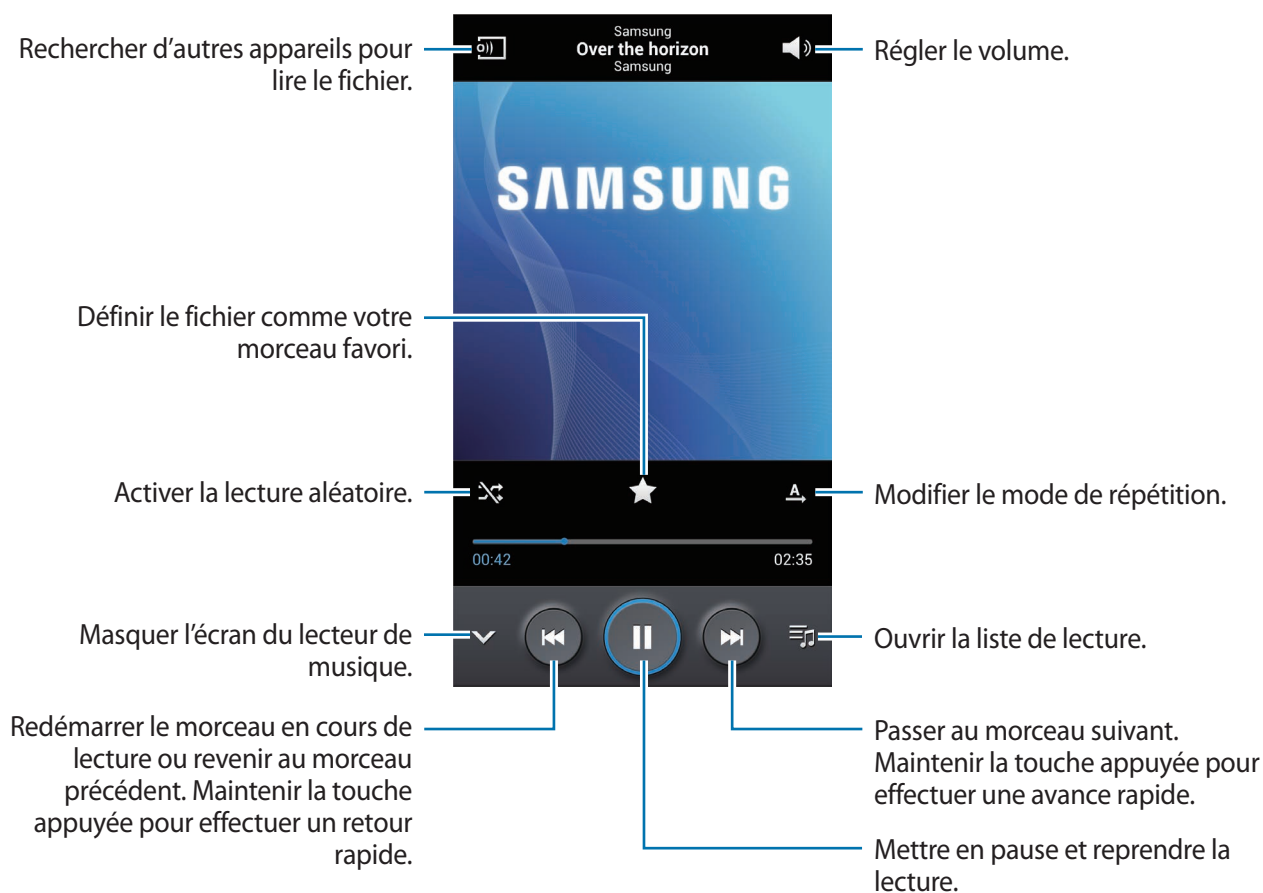 Rechercher d’autres appareils pour
lire le fichier.
Samsung
Over the horizon
Samsung
Régler le volume.
SAMSUNG
Définir le fichier comme votre
morceau favori.
Activer la lecture aléatoire.
A
Modifier le mode de répétition.
00:42
02:35
Masquer l’écran du lecteur de
musique.
Ouvrir la liste de lecture.
Redémarrer le morceau en cours de
lecture ou revenir au morceau
précédent. Maintenir la touche
appuyée pour effectuer un retour
rapide.
Passer au morceau suivant.
Maintenir la touche appuyée pour
effectuer une avance rapide.
Mettre en pause et reprendre la
lecture.